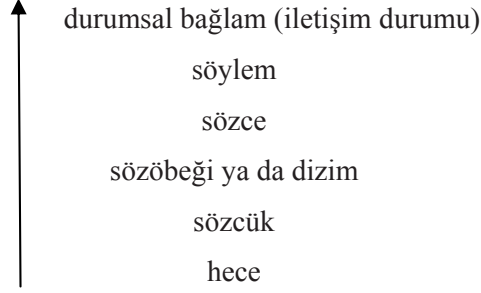 durumsal bağlam (iletişim durumu)
söylem
sözce
sözöbeği ya da dizim
sözcük
hece